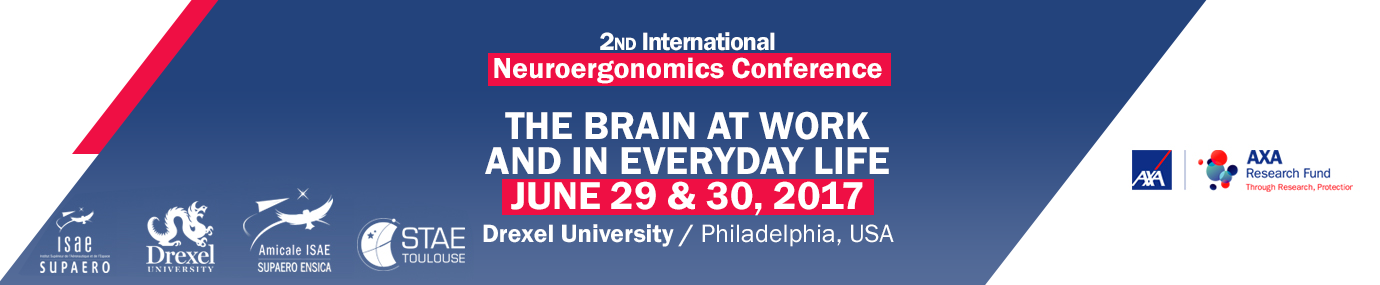 2ND International
Neuroergonomics Conference
THE BRAIN AT WORK
AND IN EVERYDAY LIFE
JUNE 29 & 30, 2017
Drexel University / Philadelphia, USA
Isae
SUPAERO
Drexel
UNIVERSITY
Amicale ISAE
SUPAERO ENSICA
STAE
TOULOUSE
AXA
AXA
Research Fund
Through Research, Protection